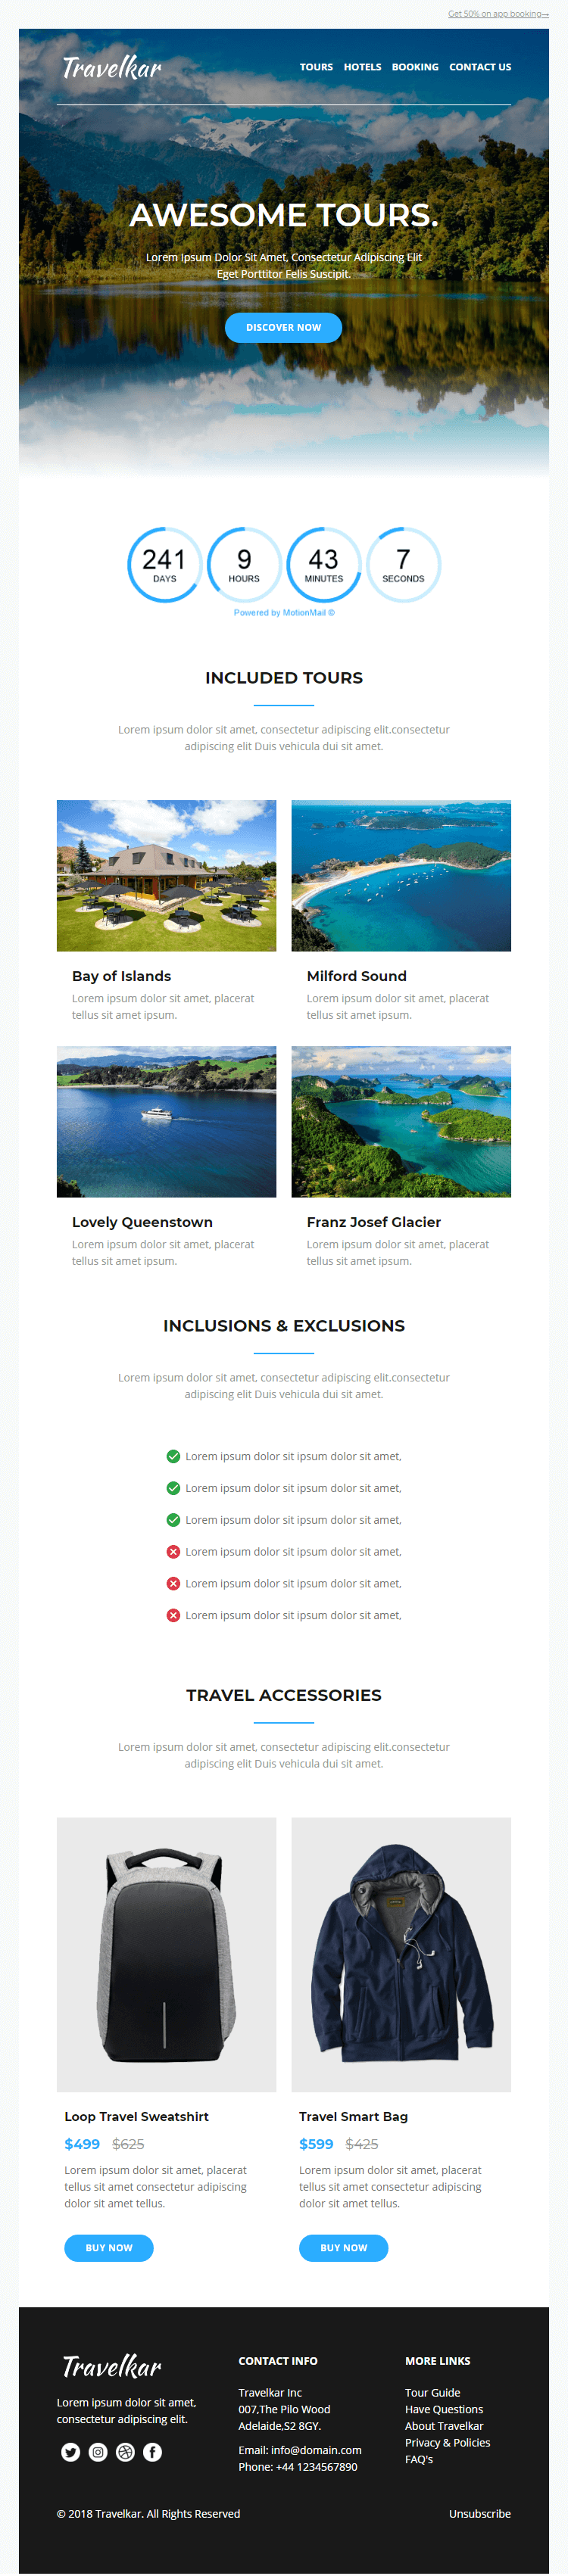 Get 50% on app booking→
Travelkar
TOURS HOTELS BOOKING CONTACT US
AWESOME TOURS.
Lorem Ipsum Dolor Sit Amet, Consectetur Adipiscing Elit
Eget Porttitor Felis Suscipit.
DISCOVER NOW
241 9 43 7
DAYS HOURS MINUTES SECONDS
Powered by MotionMail ©
INCLUDED TOURS
Lorem ipsum dolor sit amet, consectetur adipiscing elit.consectetur
adipiscing elit Duis vehicula dui sit amet.
Bay of Islands
Lorem ipsum dolor sit amet, placerat
tellus sit amet ipsum.
Milford Sound
Lorem ipsum dolor sit amet, placerat
tellus sit amet ipsum.
Lovely Queenstown
Lorem ipsum dolor sit amet, placerat
tellus sit amet ipsum.
Franz Josef Glacier
Lorem ipsum dolor sit amet, placerat
tellus sit amet ipsum.
INCLUSIONS & EXCLUSIONS
Lorem ipsum dolor sit amet, consectetur adipiscing elit.consectetur
adipiscing elit Duis vehicula dui sit amet.
Lorem ipsum dolor sit ipsum dolor sit amet,
Lorem ipsum dolor sit ipsum dolor sit amet,
Lorem ipsum dolor sit ipsum dolor sit amet,
Lorem ipsum dolor sit ipsum dolor sit amet,
Lorem ipsum dolor sit ipsum dolor sit amet,
Lorem ipsum dolor sit ipsum dolor sit amet,
TRAVEL ACCESSORIES
Lorem ipsum dolor sit amet, consectetur adipiscing elit.consectetur
adipiscing elit Duis vehicula dui sit amet.
Loop Travel Sweatshirt
$499 $625
Lorem ipsum dolor sit amet, placerat
tellus sit amet consectetur adipiscing
dolor sit amet tellus.
BUY NOW
Travel Smart Bag
$599 $425
Lorem ipsum dolor sit amet, placerat
tellus sit amet consectetur adipiscing
dolor sit amet tellus.
BUY NOW
Travelkar
Lorem ipsum dolor sit amet,
consectetur adipiscing elit.
CONTACT INFO
Travelkar Inc
007,The Pilo Wood
Adelaide,S2 8GY.
Email: info@domain.com
Phone: +44 1234567890
MORE LINKS
Tour Guide
Have Questions
About Travelkar
Privacy & Policies
FAQ's
© 2018 Travelkar. All Rights Reserved
Unsubscribe